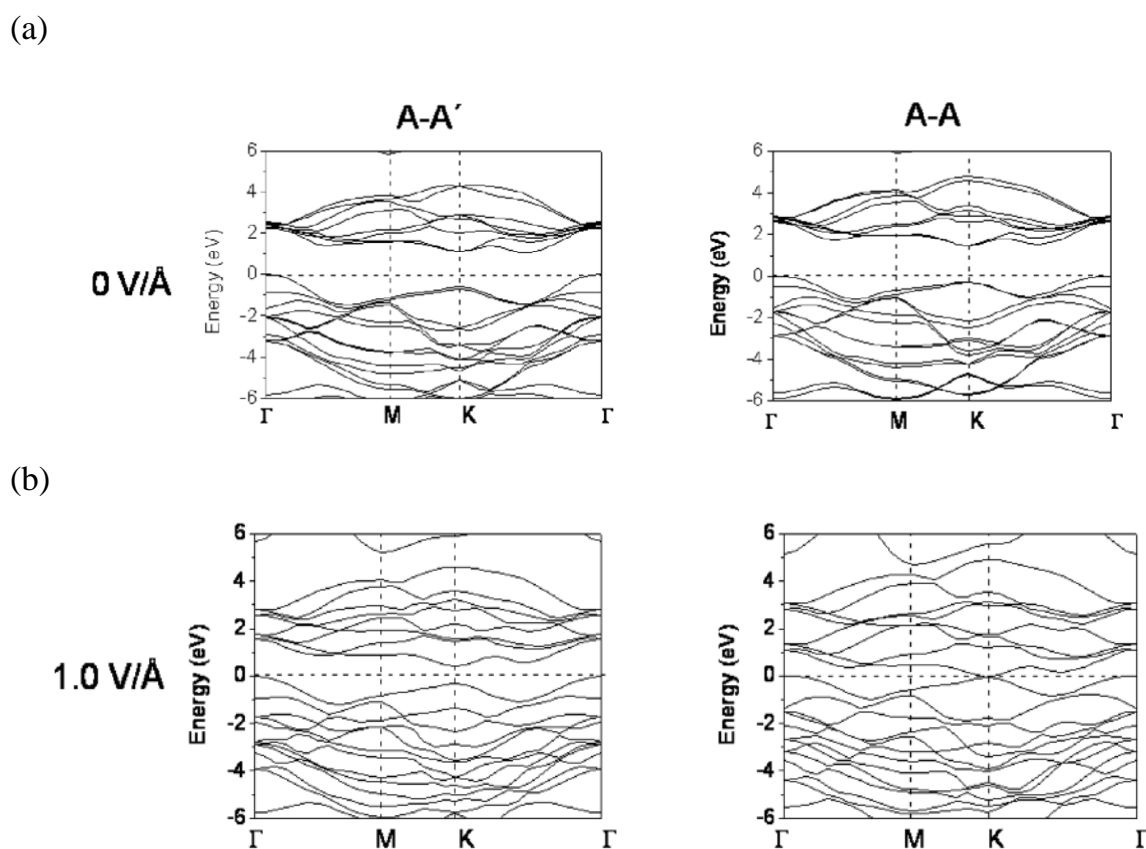 (a)
A-A´ A-A
6 6
4 4
2 2
0 V/Å Energy (eV) 0 Energy (eV) 0
-2 -2
-4 -4
-6 -6
Γ M K Γ Γ M K Γ
(b)
6 6
4 4
2 2
1.0 V/Å Energy (eV) 0 Energy (eV) 0
-2 -2
-4 -4
-6 -6
Γ M K Γ Γ M K Γ